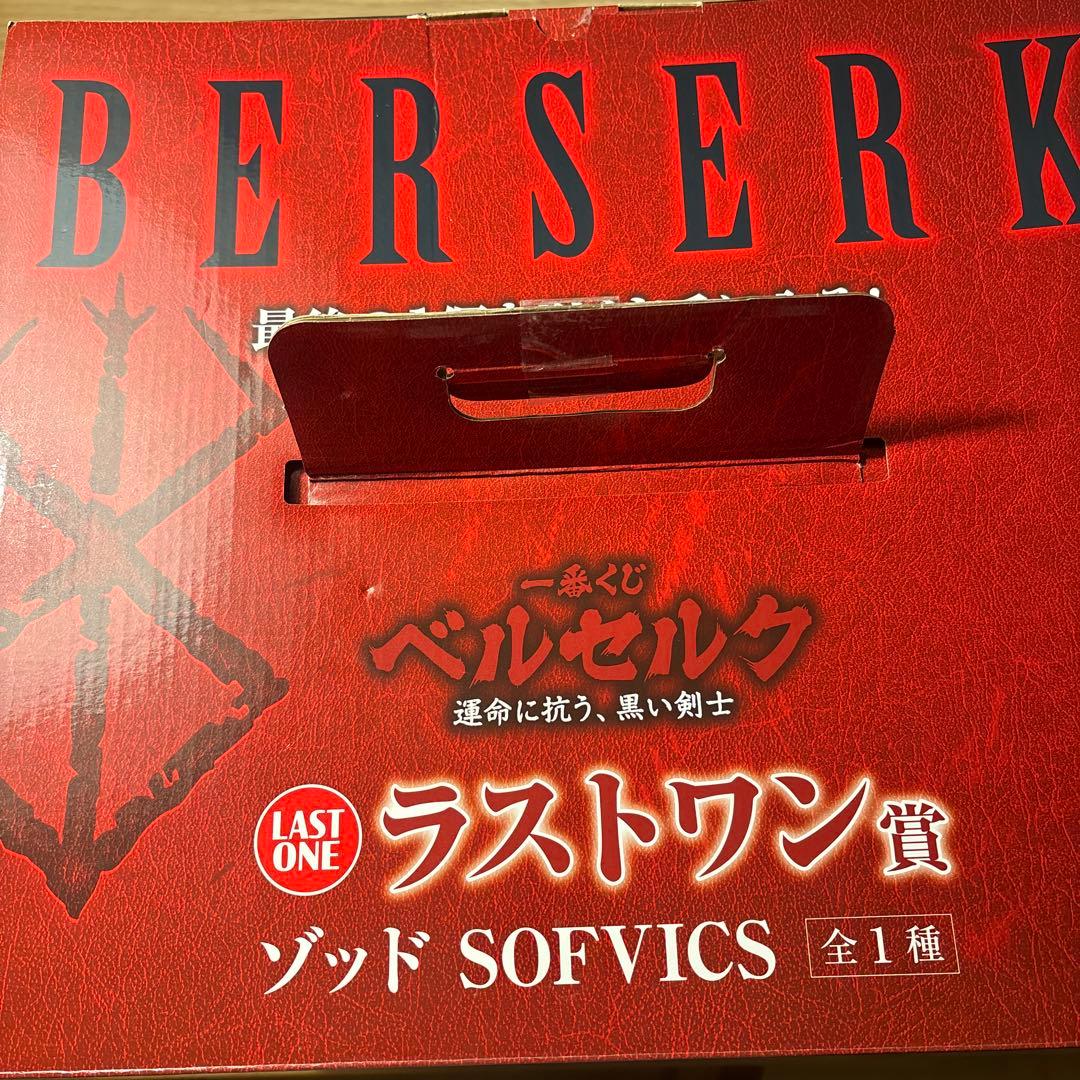 BERSERK
一番くじ
ベルセルク
運命に抗う、黒い剣士
LAST ONE ラストワン賞
ゾッド SOFVICS 全1種